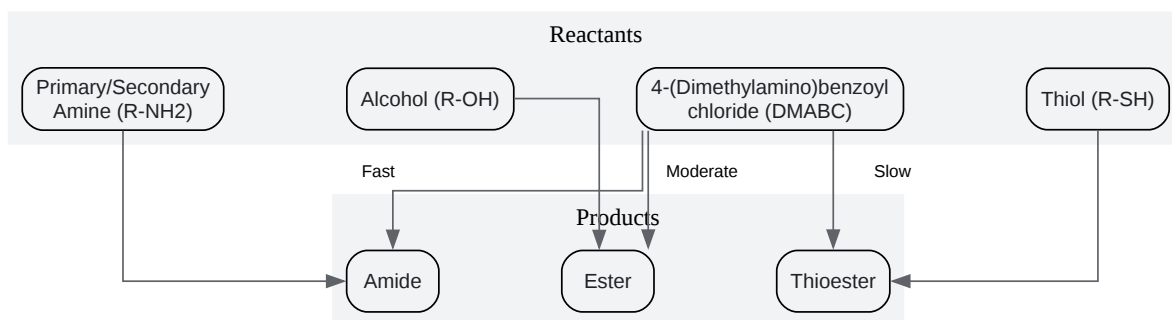 Reactants
Primary/Secondary
Amine (R-NH2)
Alcohol (R-OH)
4-(Dimethylamino)benzoyl
chloride (DMABC)
Thiol (R-SH)
Fast
Moderate
Slow
Products
Amide
Ester
Thioester